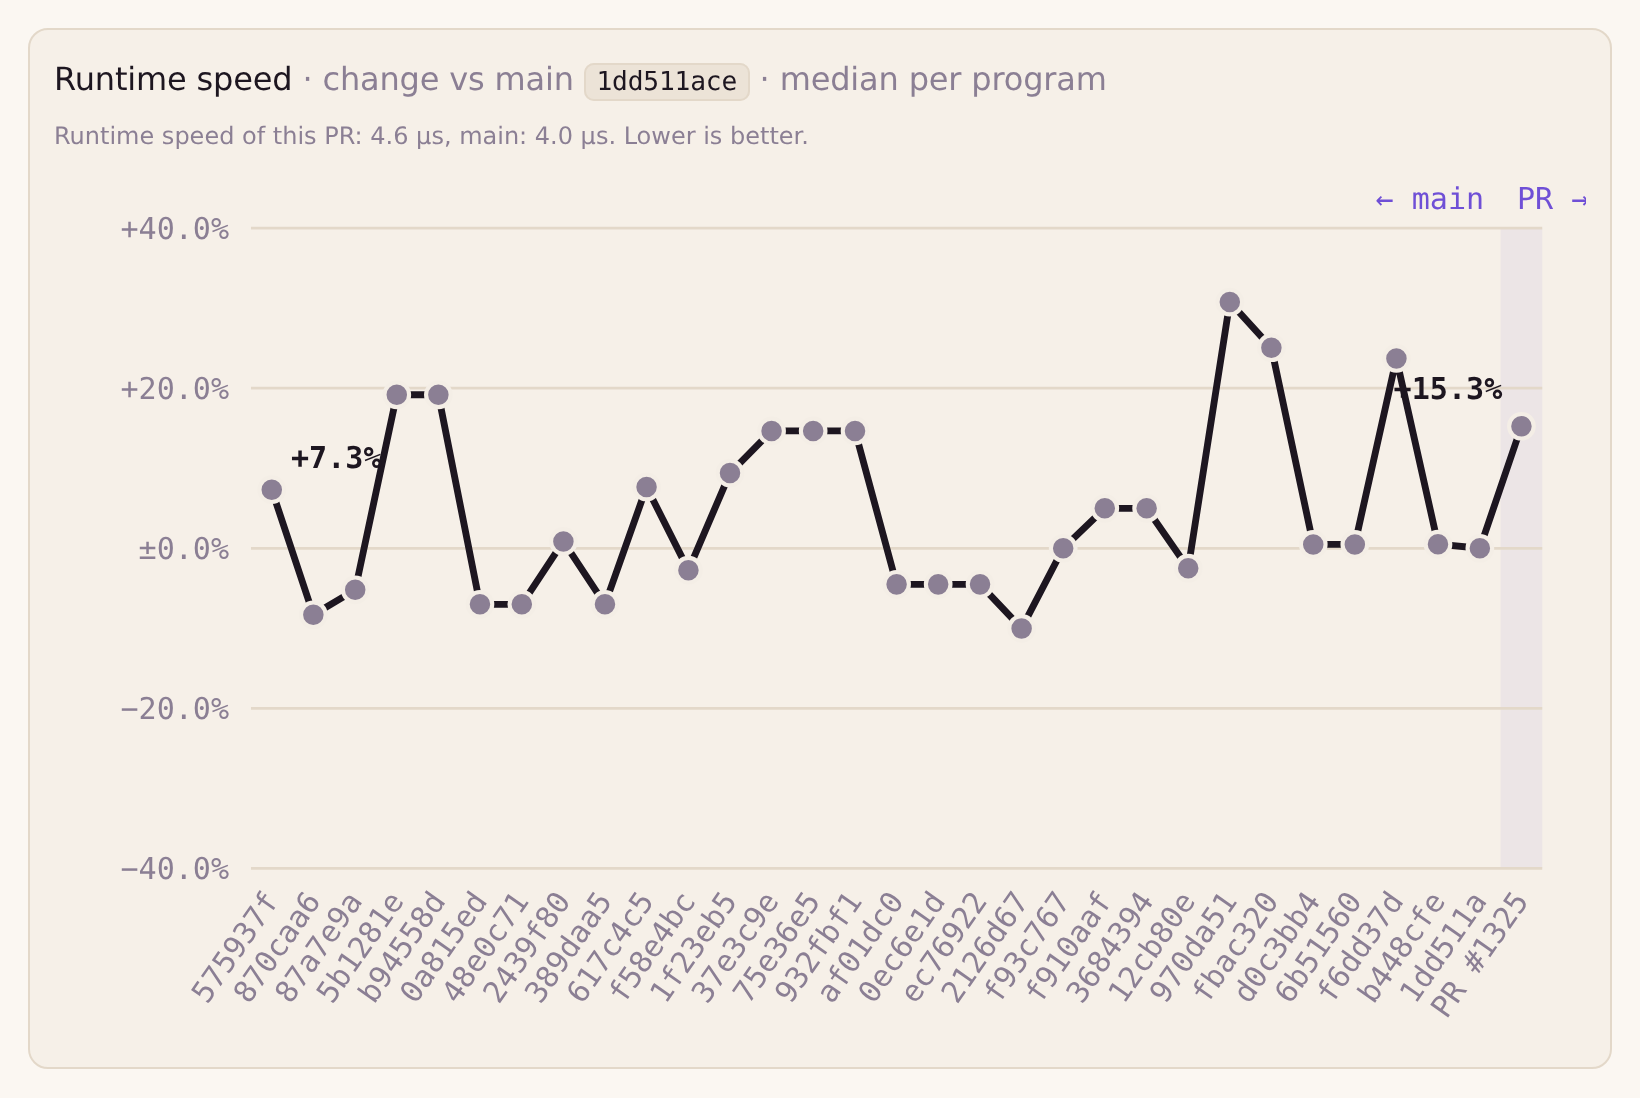 Runtime speed · change vs main 1dd511ace · median per program
Runtime speed of this PR: 4.6 µs, main: 4.0 µs. Lower is better.
← main PR →
+40.0%
+20.0%
±0.0%
−20.0%
−40.0%
+7.3%
+15.3%
575937f
870caa6
87a7e9a
5b1281e
b94558d
0a815ed
48e0c71
2439f80
389daa5
617c4c5
f58e4bc
1f23eb5
37e3c9e
75e36e5
932fbf1
af01dc0
0ec6e1d
ec76922
2126d67
f93c767
f910aaf
3684394
12cb80e
970da51
fbac320
d0c3bb4
6b51560
f6dd37d
b448cfe
1dd511a
PR #1325